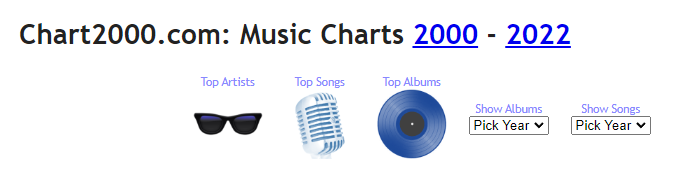 Chart2000.com: Music Charts 2000 - 2022
Top Artists Top Songs Top Albums
Show Albums Show Songs
Pick Year Pick Year